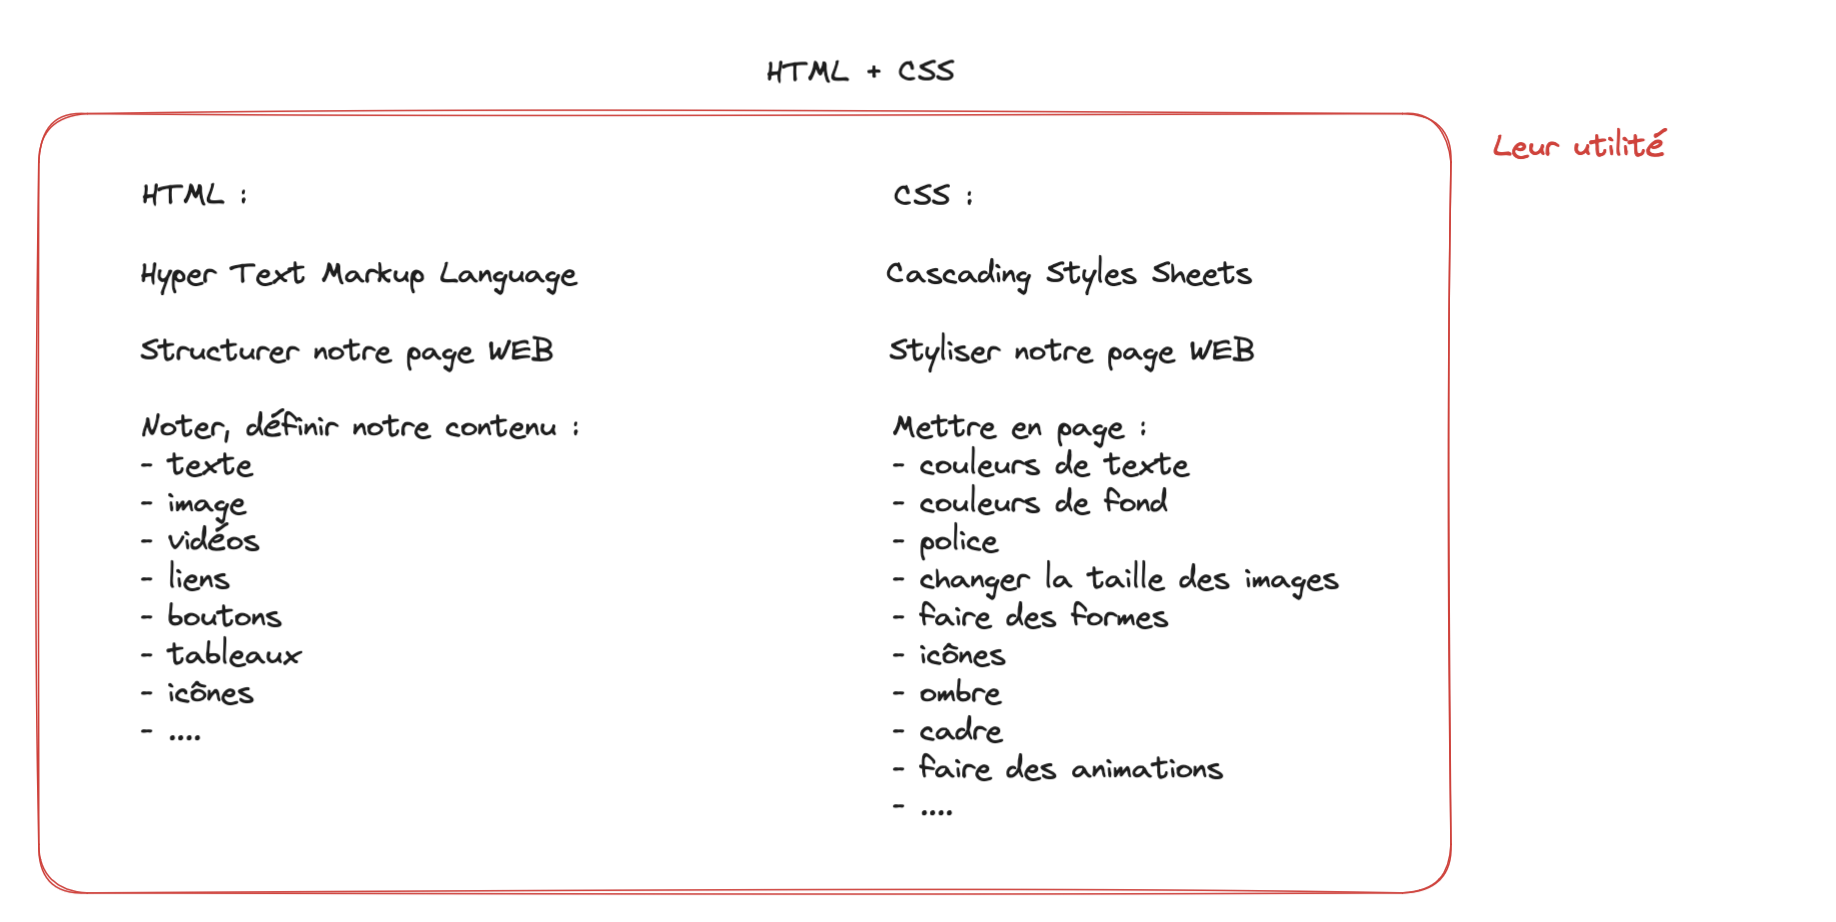 HTML + CSS
Leur utilité
HTML :
Hyper Text Markup Language
Structurer notre page WEB
Noter, définir notre contenu :
- texte
- image
- vidéos
- liens
- boutons
- tableaux
- icônes
- ....
CSS :
Cascading Styles Sheets
Styliser notre page WEB
Mettre en page :
- couleurs de texte
- couleurs de fond
- police
- changer la taille des images
- faire des formes
- icônes
- ombre
- cadre
- faire des animations
- ....